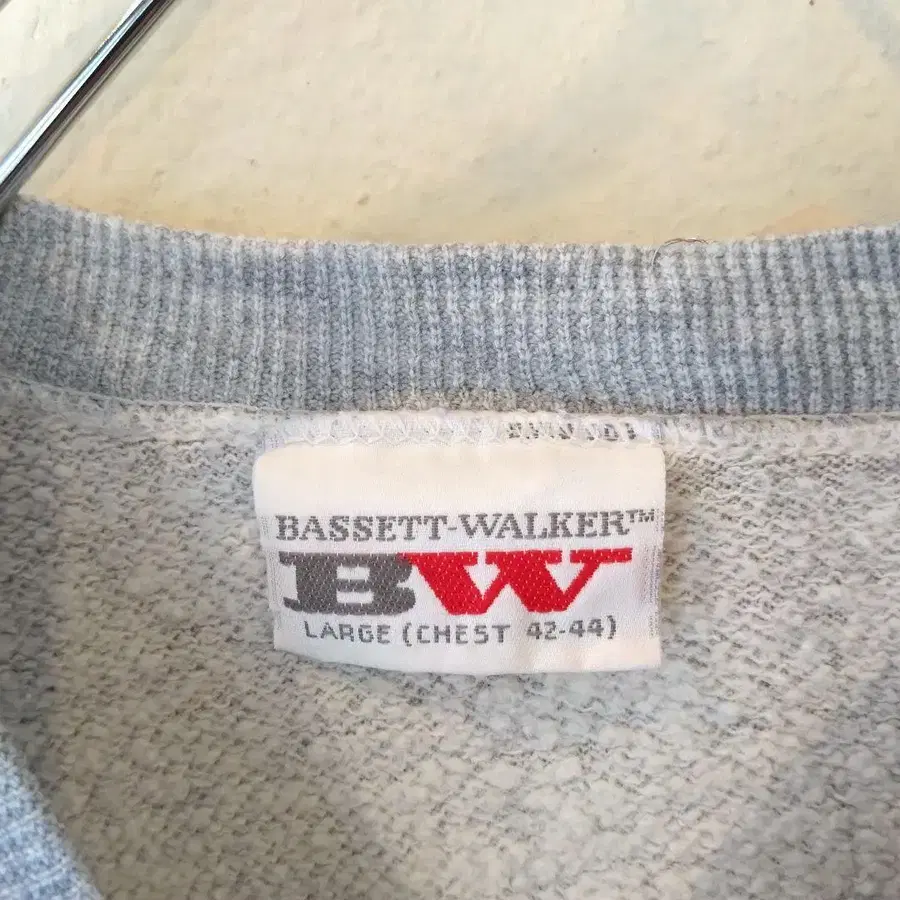 BASSETT-WALKER™
BW
LARGE (CHEST 42-44)